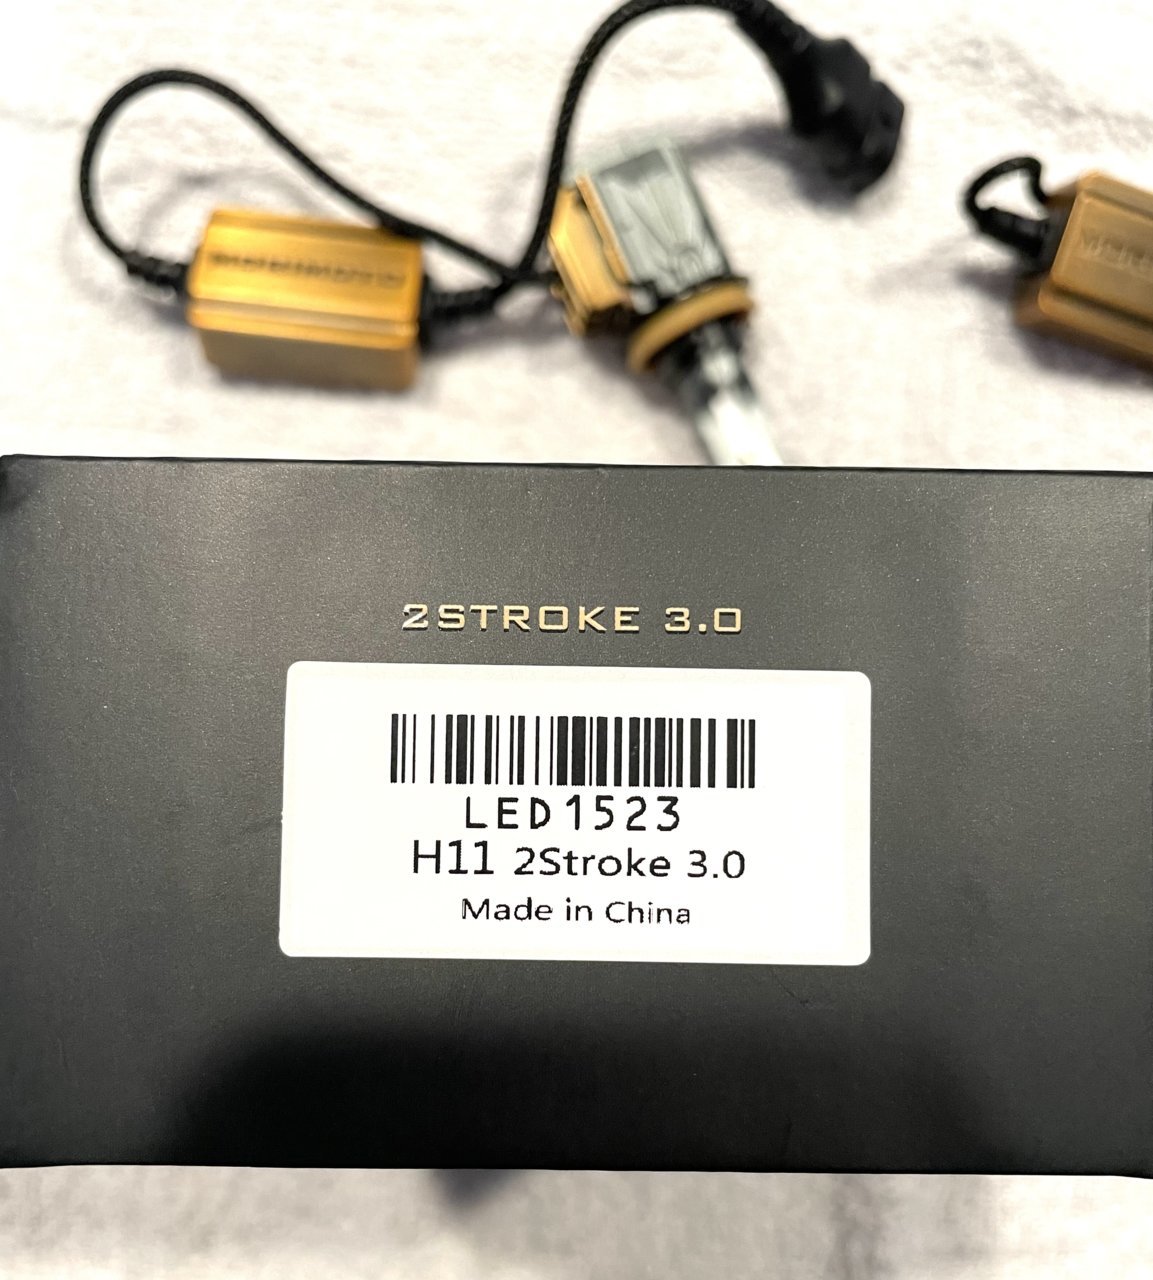 2STROKE 3.0
LED1523
H11 2Stroke 3.0
Made in China